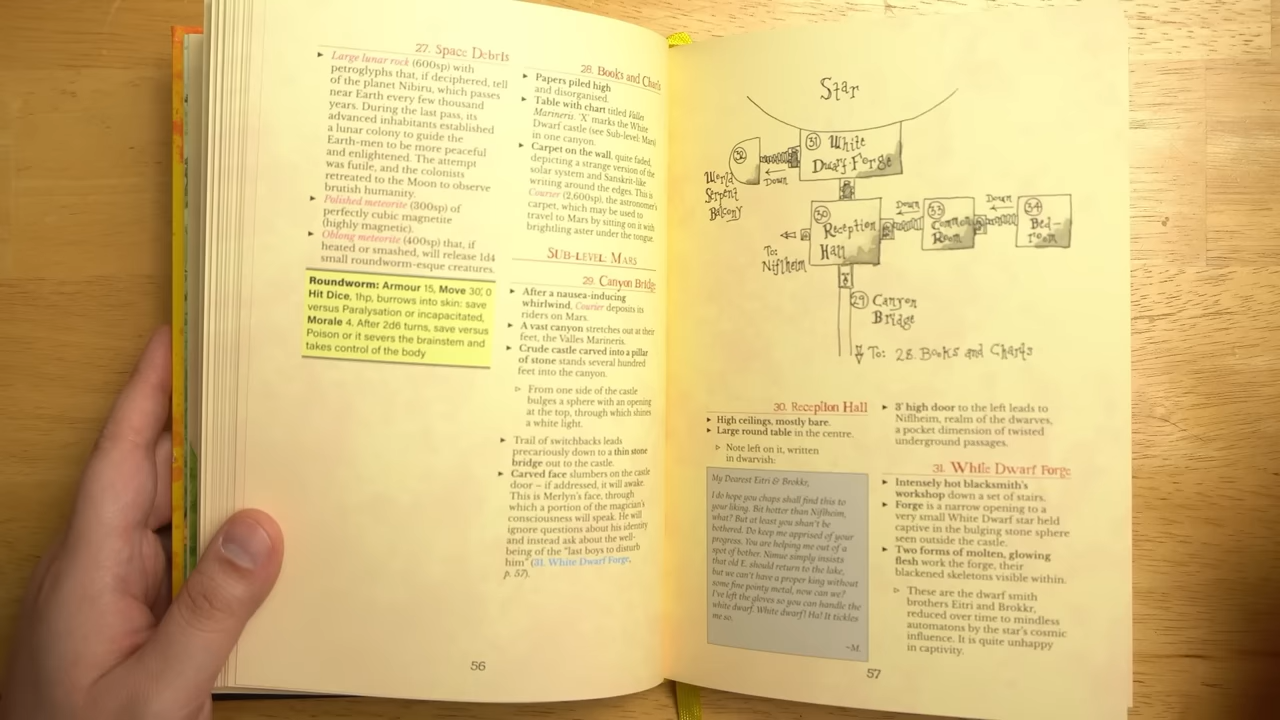 27. Space Debris
▸ Large lunar rock (600sp) with
petroglyphs that, if deciphered, tell
of the planet Nibiru, which passes
near Earth every few thousand
years. During the last pass, its
advanced inhabitants established
a lunar colony to guide the
Earth-men to be more peaceful
and enlightened. The attempt
was futile, and the colonists
retreated to the Moon to observe
brutish humanity.
▸ Polished meteorite (300sp) of
perfectly cubic magnetite
(highly magnetic).
▸ Oblong meteorite (400sp) that, if
heated or smashed, will release 1d4
small roundworm-esque creatures.
Roundworm: Armour 15, Move 30', 0
Hit Dice, 1hp, burrows into skin: save
versus Paralysation or incapacitated,
Morale 4. After 2d6 turns, save versus
Poison or it severs the brainstem and
takes control of the body
28. Books and Charts
▸ Papers piled high
and disorganised.
▸ Table with chart titled Valles
Marineris. 'X' marks the White
Dwarf castle (see Sub-level: Mars)
in one canyon.
▸ Carpet on the wall, quite faded,
depicting a strange version of the
solar system and Sanskrit-like
writing around the edges. This is
Courier (2,600sp), the astronomer's
carpet, which may be used to
travel to Mars by sitting on it with
brightling aster under the tongue.
Sub-level: Mars
29. Canyon Bridge
▸ After a nausea-inducing
whirlwind, Courier deposits its
riders on Mars.
▸ A vast canyon stretches out at their
feet, the Valles Marineris.
▸ Crude castle carved into a pillar
of stone stands several hundred
feet into the canyon.
▹ From one side of the castle
bulges a sphere with an opening
at the top, through which shines
a white light.
▸ Trail of switchbacks leads
precariously down to a thin stone
bridge out to the castle.
▸ Carved face slumbers on the castle
door – if addressed, it will awake.
This is Merlyn's face, through
which a portion of the magician's
consciousness will speak. He will
ignore questions about his identity
and instead ask about the well-
being of the "last boys to disturb
him" (31. White Dwarf Forge,
p. 57).
56
Star
31 White
Dwarf Forge
32
Down
World
Serpent
Balcony
30 Reception
Hall
Down
33 Common
Room
Down
34 Bed-
room
To:
Niflheim
29 Canyon
Bridge
To: 28. Books and Charts
30. Reception Hall
▸ High ceilings, mostly bare.
▸ Large round table in the centre.
▹ Note left on it, written
in dwarvish:
My Dearest Eitri & Brokkr,
I do hope you chaps shall find this to
your liking. Bit hotter than Niflheim,
what? But at least you shan't be
bothered. Do keep me apprised of your
progress. You are helping me out of a
spot of bother. Nimue simply insists
that old E. should return to the lake,
but we can't have a proper king without
some fine pointy metal, now can we?
I've left the gloves so you can handle the
white dwarf. White dwarf! Ha! It tickles
me so.
~M.
▸ 3' high door to the left leads to
Niflheim, realm of the dwarves,
a pocket dimension of twisted
underground passages.
31. White Dwarf Forge
▸ Intensely hot blacksmith's
workshop down a set of stairs.
▸ Forge is a narrow opening to a
very small White Dwarf star held
captive in the bulging stone sphere
seen outside the castle.
▸ Two forms of molten, glowing
flesh work the forge, their
blackened skeletons visible within.
▹ These are the dwarf smith
brothers Eitri and Brokkr,
reduced over time to mindless
automatons by the star's cosmic
influence. It is quite unhappy
in captivity.
57